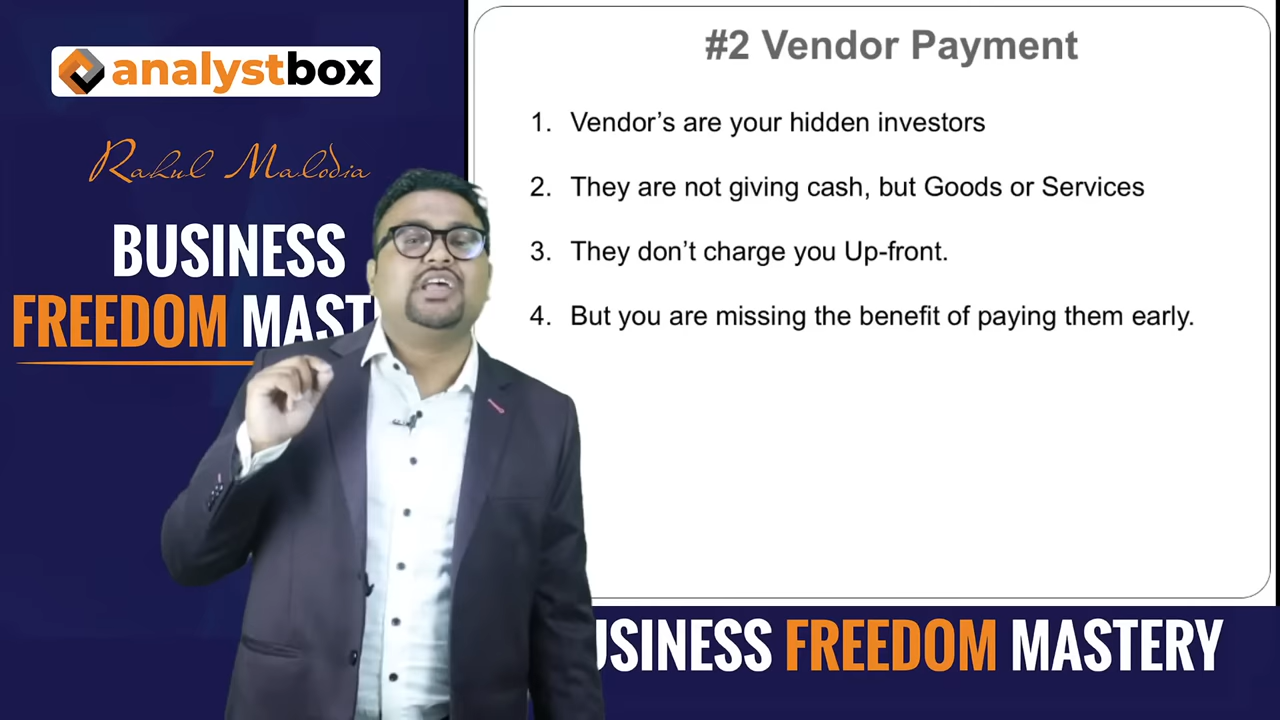 analystbox
Rahul Malodia
BUSINESS
FREEDOM
#2 Vendor Payment
1. Vendor's are your hidden investors
2. They are not giving cash, but Goods or Services
3. They don't charge you Up-front.
4. But you are missing the benefit of paying them early.
FREEDOM MASTERY